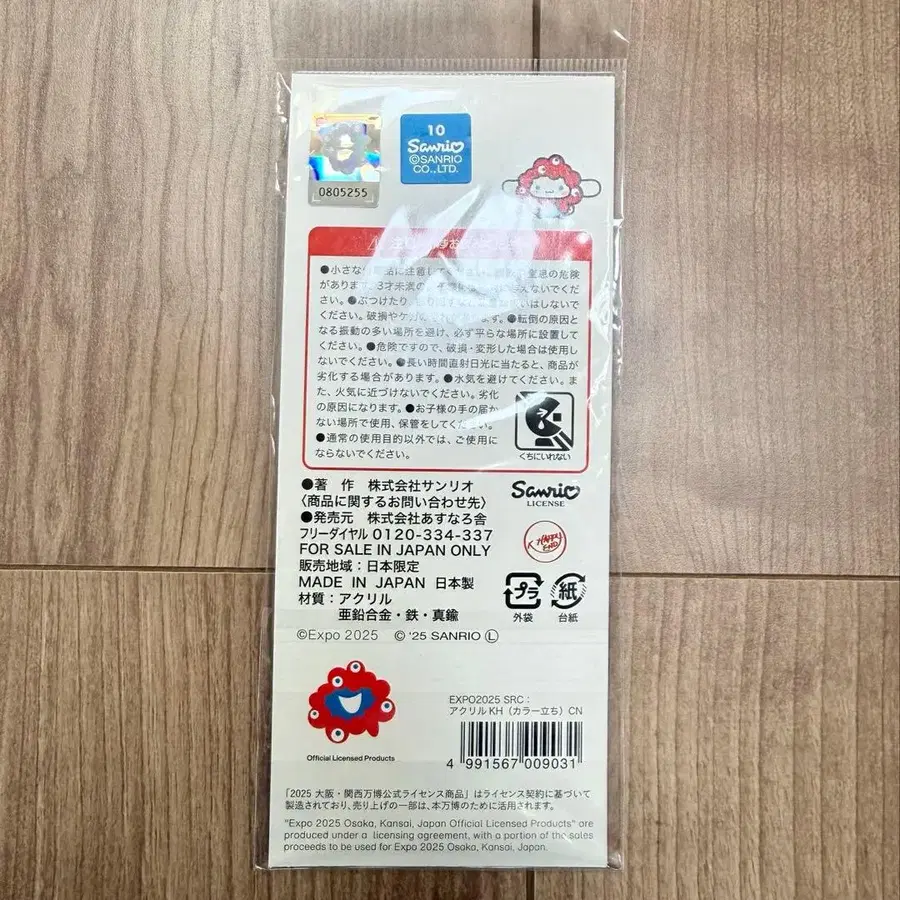 0805255
10
Sanrio
©SANRIO
CO.,LTD.
●小さな
品に注意して
の危険
があります。3才未満の
えないでくだ
さい。●ぶつけたり
しないで
ください。破損やケガの
ます。●転倒の原因と
なる振動の多い場所を避け、必ず平らな場所に設置して
ください。●危険ですので、破損・変形した場合は使用し
ないでください。●長い時間直射日光に当たると、商品が
劣化する場合があります。●水気を避けてください。ま
た、火気に近づけないでください。劣化
の原因になります。●お子様の手の届か
ない場所で使用、保管をしてください。
●通常の使用目的以外では、ご使用に
ならないでください。
くちにいれない
●著 作 株式会社サンリオ
〈商品に関するお問い合わせ先〉
●発売元 株式会社あすなろ舎
フリーダイヤル 0120-334-337
FOR SALE IN JAPAN ONLY
販売地域：日本限定
MADE IN JAPAN 日本製
材質：アクリル
亜鉛合金・鉄・真鍮
©Expo 2025 © '25 SANRIO Ⓛ
Sanrio
LICENSE
プラ
外袋
紙
台紙
Official Licensed Products
EXPO2025 SRC：
アクリルKH（カラー立ち）CN
4 991567 009031
「2025 大阪・関西万博公式ライセンス商品」はライセンス契約に基づいて
製造されており、売り上げの一部は、本万博のために活用されます。
"Expo 2025 Osaka, Kansai, Japan Official Licensed Products" are
produced under a licensing agreement, with a portion of the sales
proceeds to be used for Expo 2025 Osaka, Kansai, Japan.